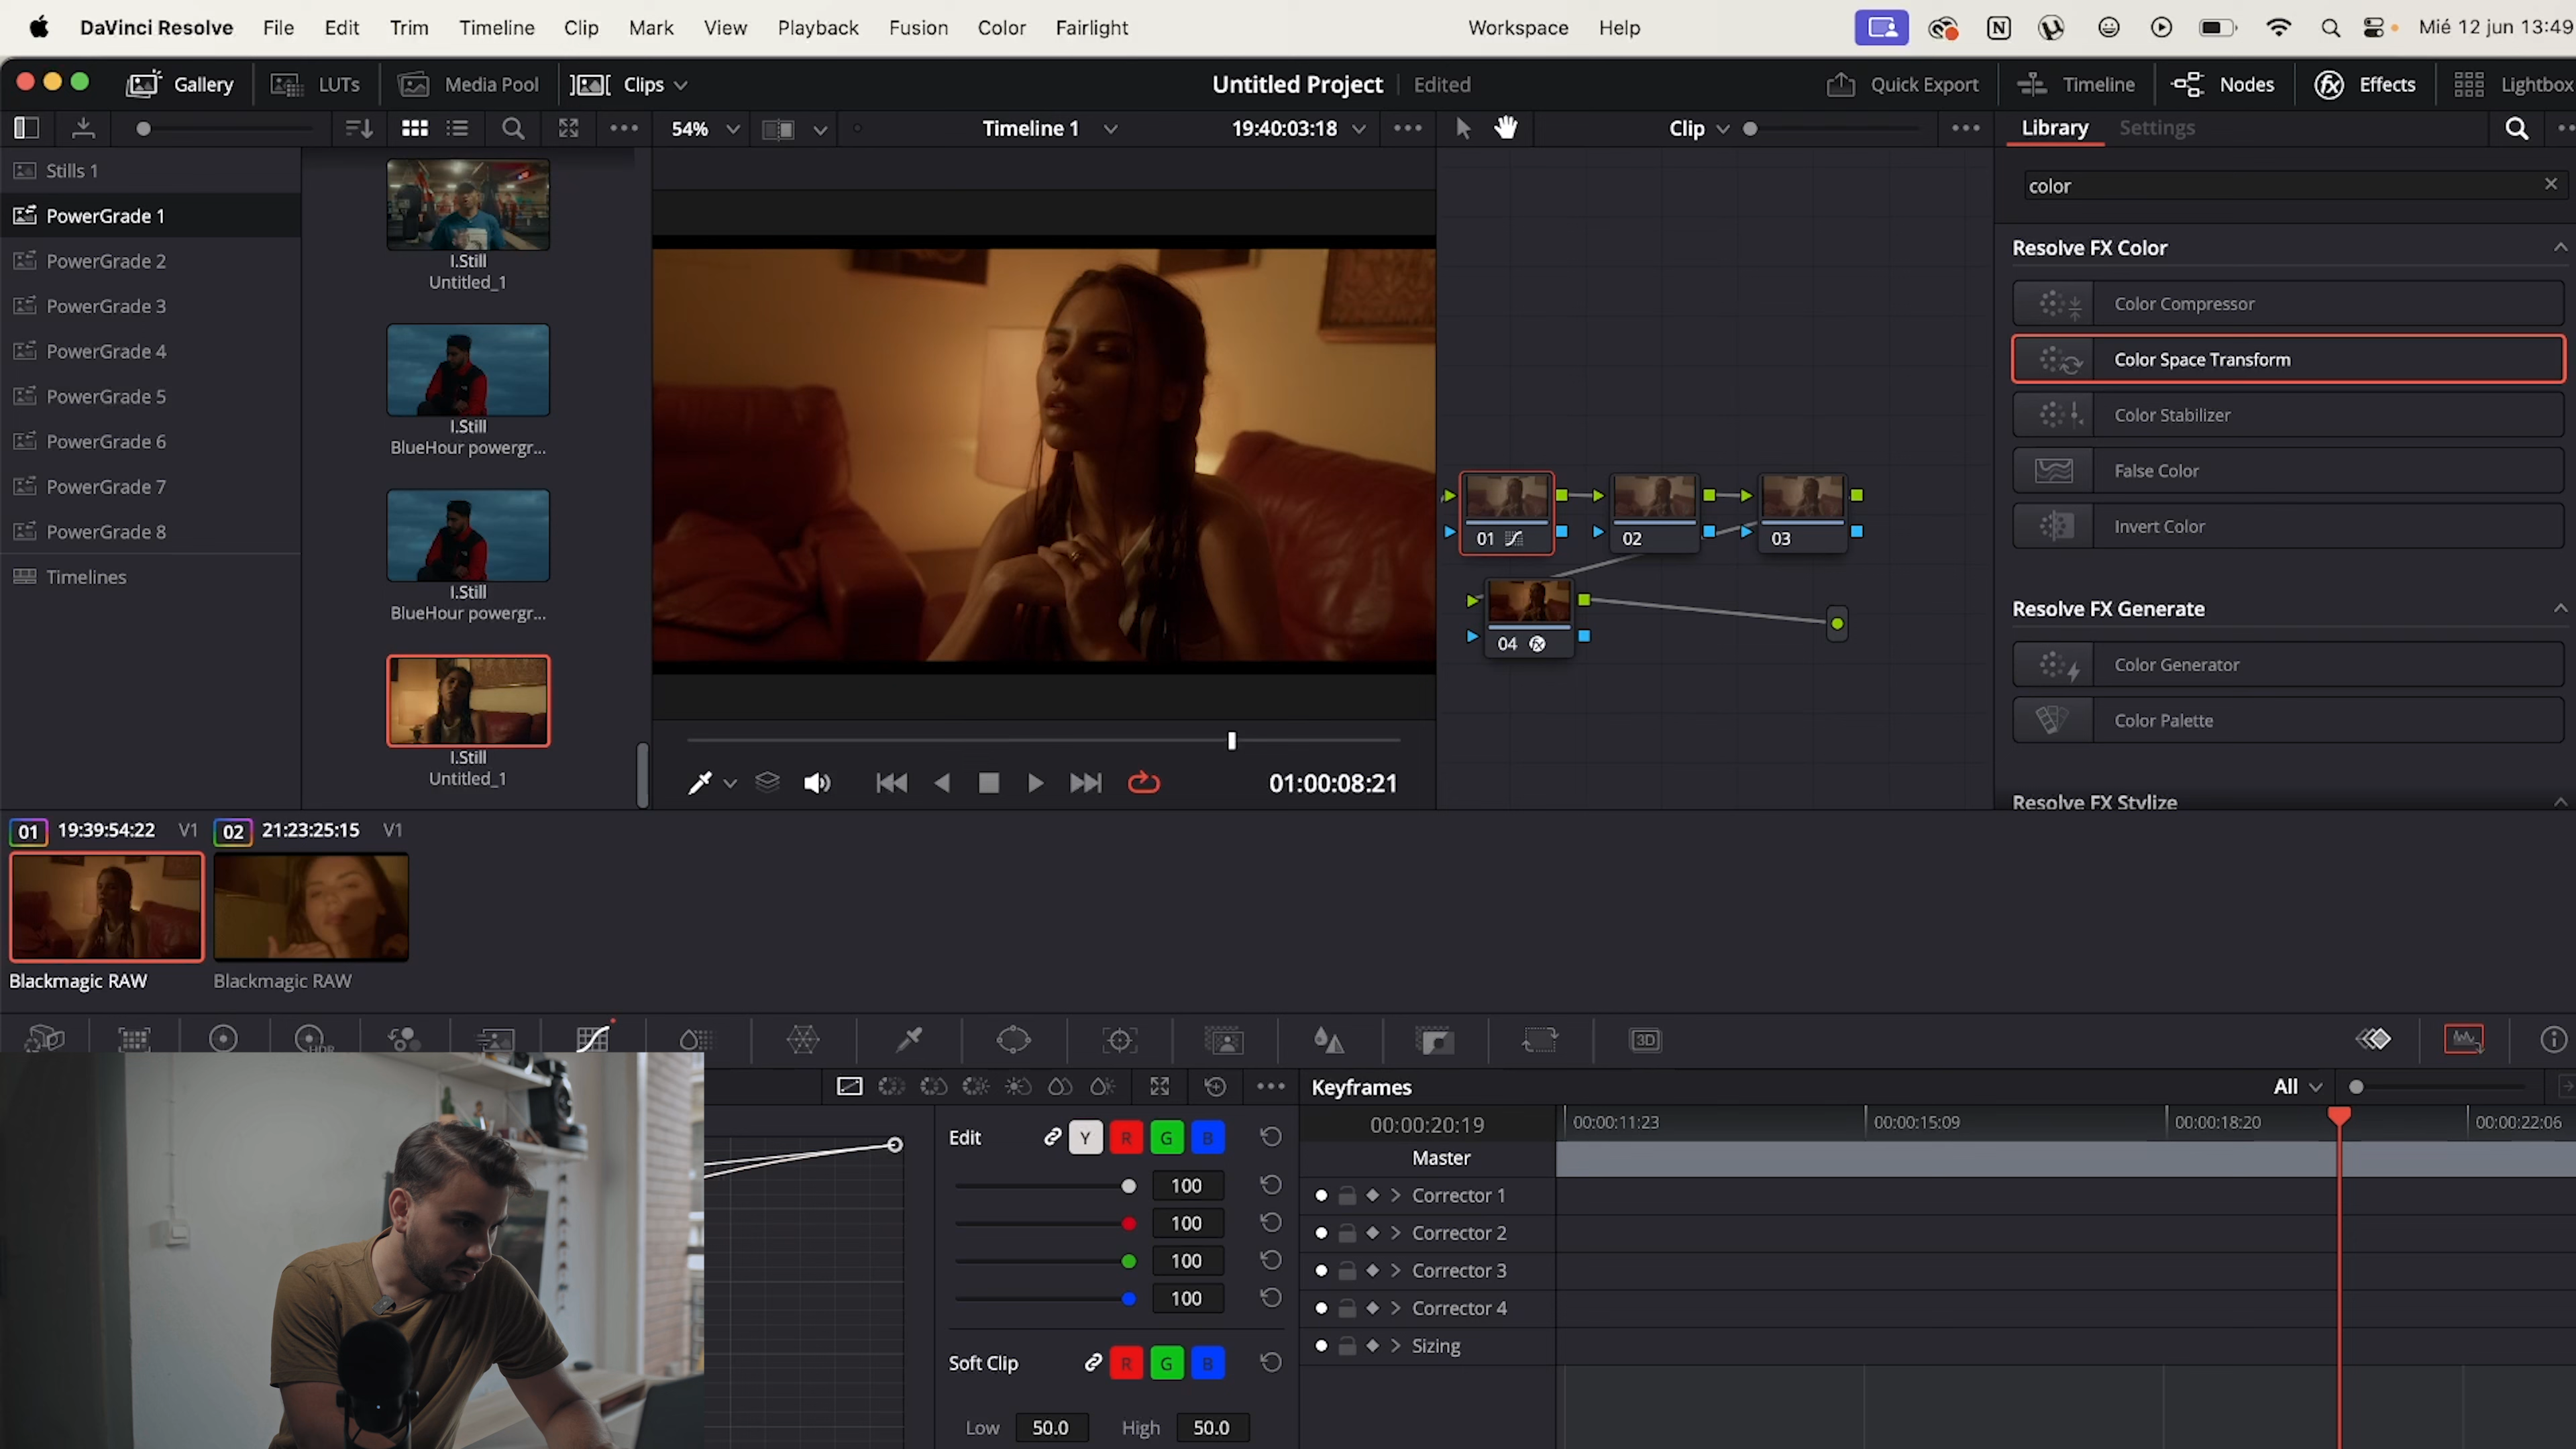 DaVinci Resolve File Edit Trim Timeline Clip Mark View Playback Fusion Color Fairlight Workspace Help Mié 12 jun 13:49
Gallery LUTs Media Pool Clips Untitled Project Edited Quick Export Timeline Nodes Effects Lightbox
54% Timeline 1 19:40:03:18 Clip Library Settings
Stills 1
PowerGrade 1
PowerGrade 2
PowerGrade 3
PowerGrade 4
PowerGrade 5
PowerGrade 6
PowerGrade 7
PowerGrade 8
Timelines
I.Still
Untitled_1
I.Still
BlueHour powergr...
I.Still
BlueHour powergr...
I.Still
Untitled_1
01:00:08:21
01
02
03
04
color
Resolve FX Color
Color Compressor
Color Space Transform
Color Stabilizer
False Color
Invert Color
Resolve FX Generate
Color Generator
Color Palette
Resolve FX Stylize
01 19:39:54:22 V1 02 21:23:25:15 V1
Blackmagic RAW Blackmagic RAW
HDR
3D
Edit Y R G B
100
100
100
100
Soft Clip R G B
Low 50.0 High 50.0
Keyframes All
00:00:20:19 00:00:11:23 00:00:15:09 00:00:18:20 00:00:22:06
Master
Corrector 1
Corrector 2
Corrector 3
Corrector 4
Sizing